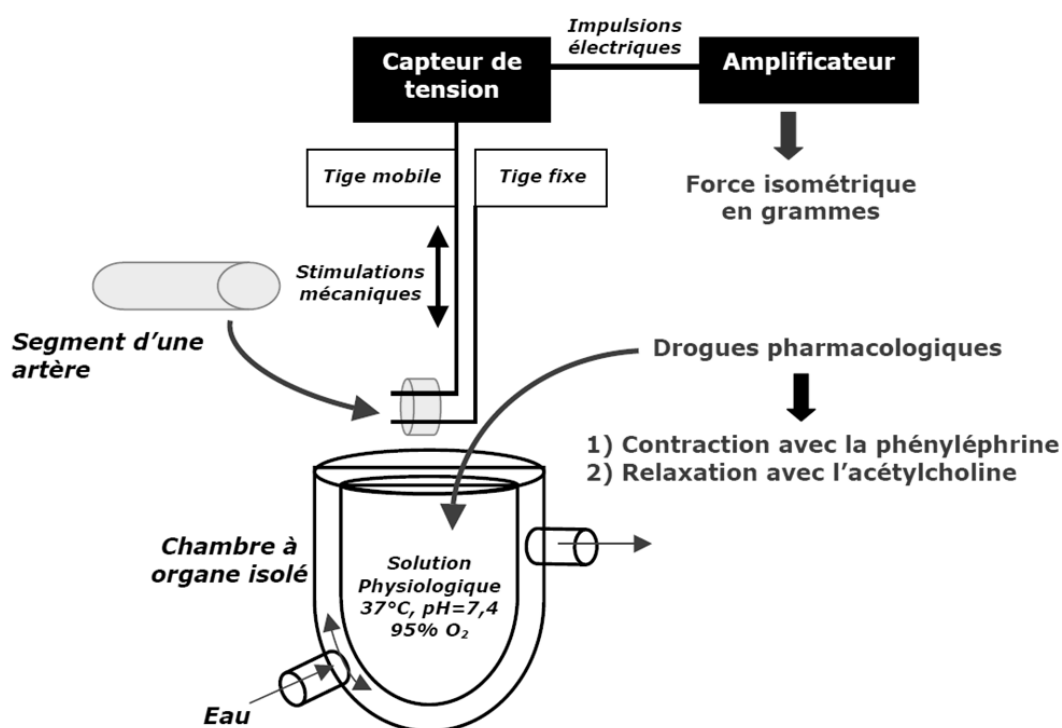 Impulsions
électriques
Capteur de
tension
Amplificateur
Tige mobile
Tige fixe
Force isométrique
en grammes
Stimulations
mécaniques
Segment d’une
artère
Drogues pharmacologiques
1) Contraction avec la phényléphrine
2) Relaxation avec l’acétylcholine
Chambre à
organe isolé
Solution
Physiologique
37°C, pH=7,4
95% O₂
Eau